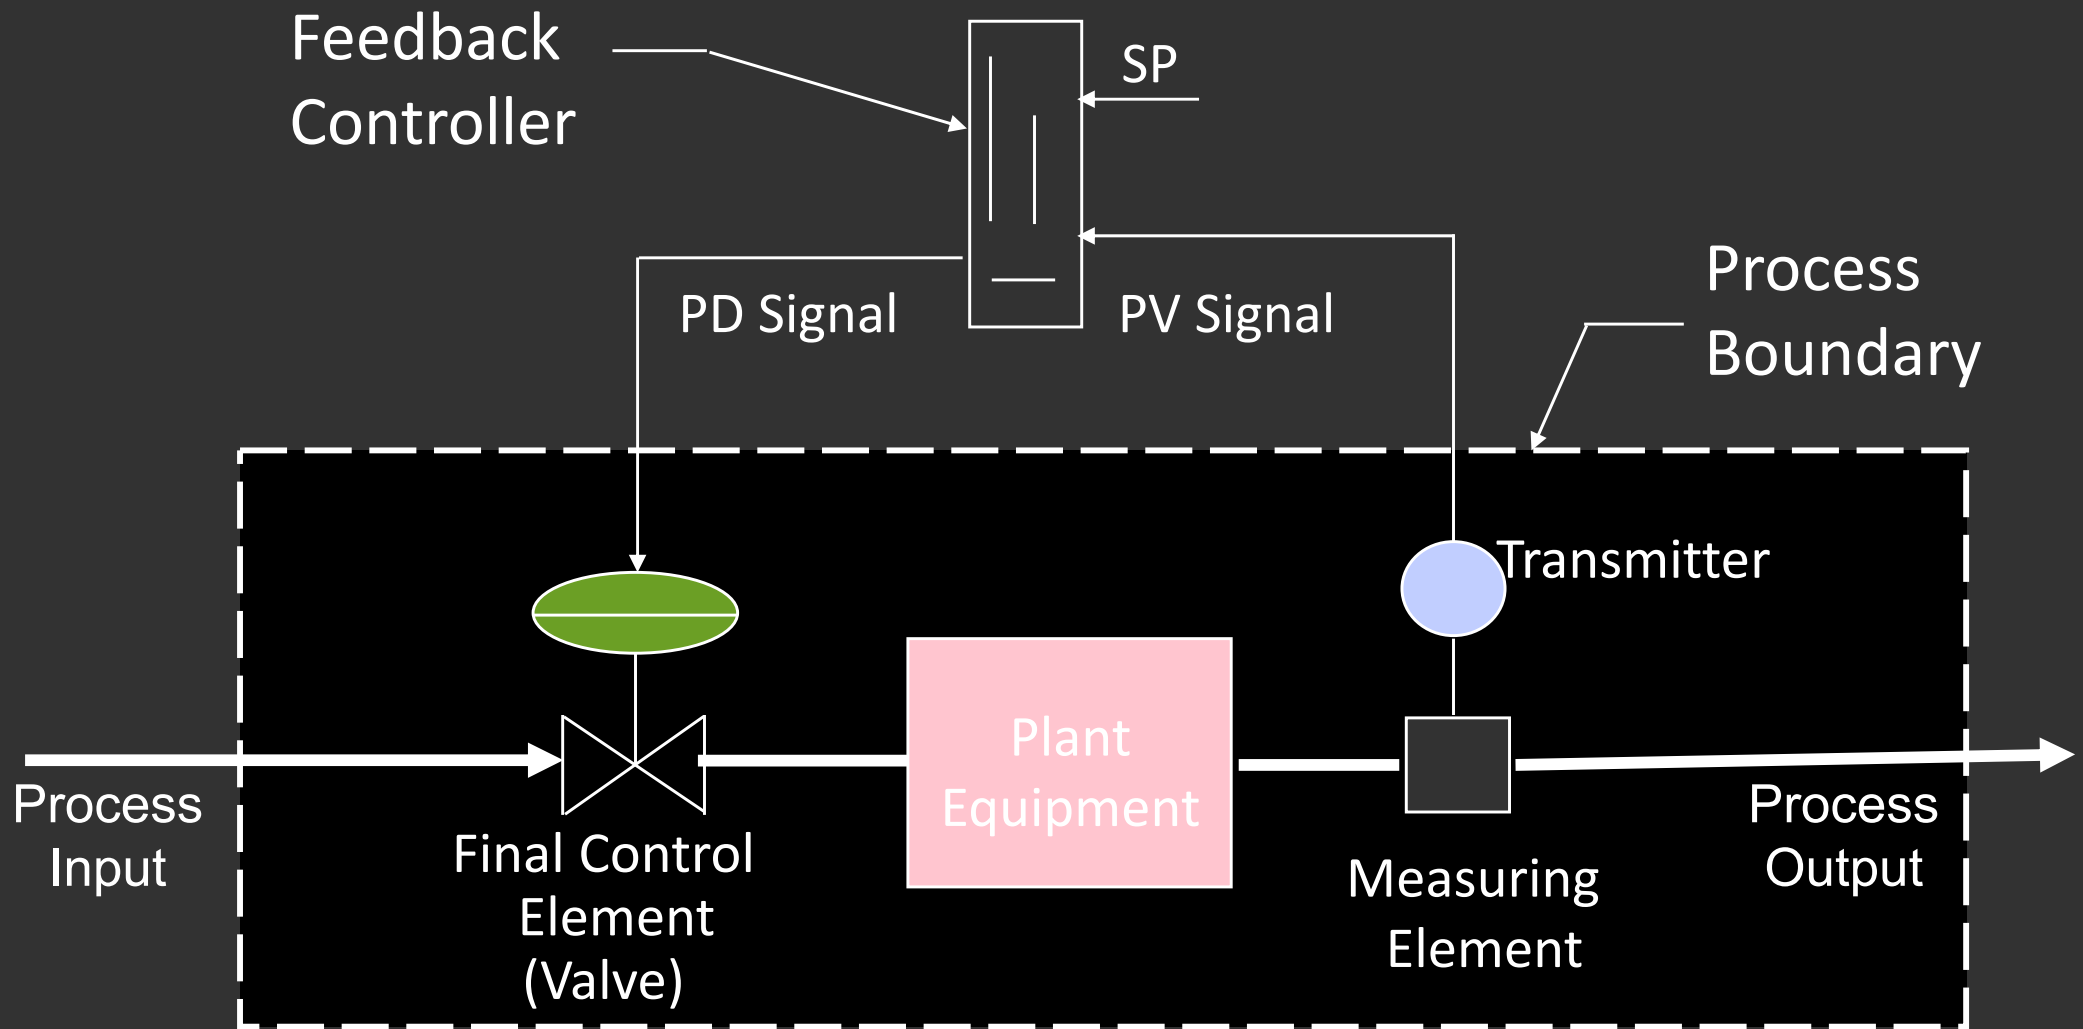 Feedback
Controller
SP
PD Signal
PV Signal
Process
Boundary
Transmitter
Plant
Equipment
Process
Input
Final Control
Element
(Valve)
Measuring
Element
Process
Output